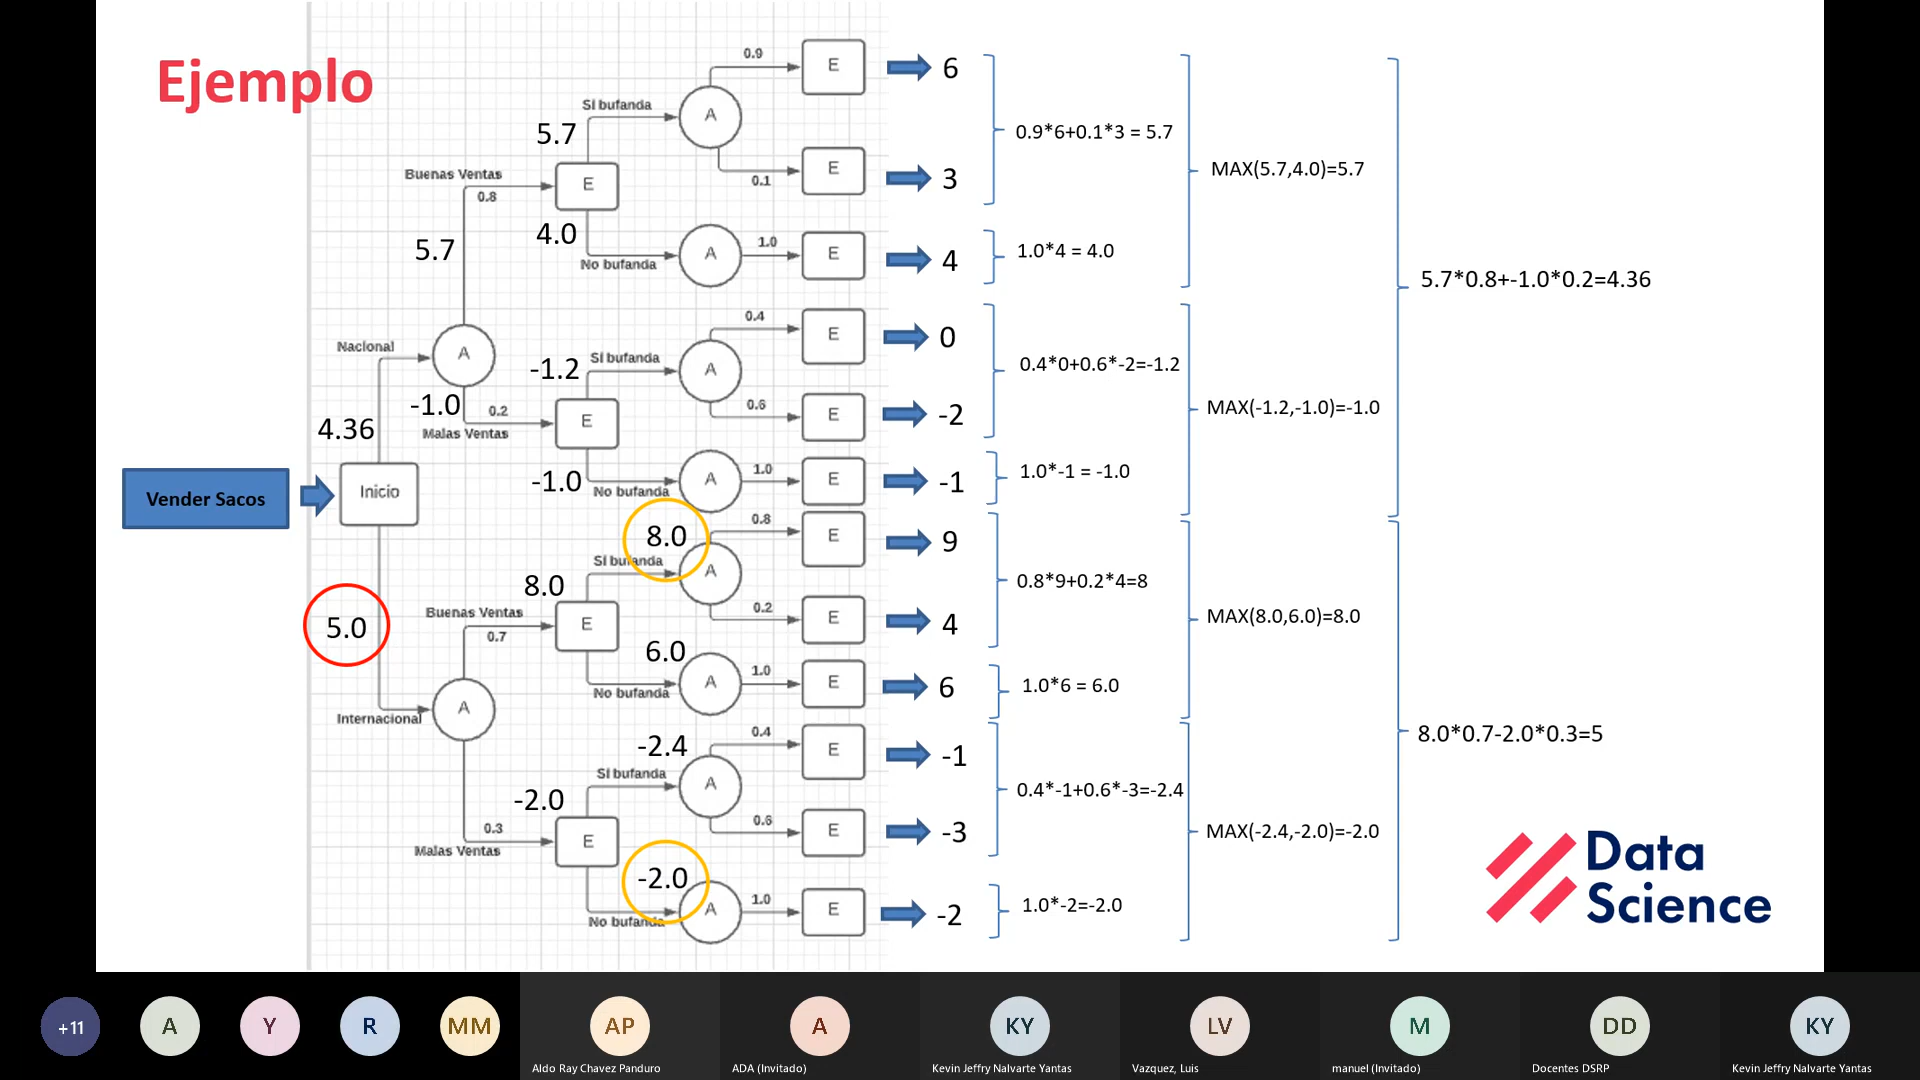 Ejemplo
0.9
E
6
SI bufanda
A
5.7
0.9*6+0.1*3 = 5.7
Buenas Ventas
0.8
E
0.1
E
3
MAX(5.7,4.0)=5.7
5.7
4.0
No bufanda
A
1.0
E
4
1.0*4 = 4.0
5.7*0.8+-1.0*0.2=4.36
Nacional
A
0.4
E
0
-1.2
SI bufanda
A
0.4*0+0.6*-2=-1.2
-1.0
0.2
Malas Ventas
E
0.6
E
-2
MAX(-1.2,-1.0)=-1.0
4.36
-1.0
No bufanda
A
1.0
E
-1
1.0*-1 = -1.0
Vender Sacos
Inicio
8.0
0.8
E
9
SI bufanda
A
8.0
0.8*9+0.2*4=8
Buenas Ventas
0.7
E
0.2
E
4
MAX(8.0,6.0)=8.0
5.0
6.0
No bufanda
A
1.0
E
6
1.0*6 = 6.0
Internacional
A
8.0*0.7-2.0*0.3=5
-2.4
0.4
E
-1
SI bufanda
A
-2.0
0.4*-1+0.6*-3=-2.4
0.3
Malas Ventas
E
0.6
E
-3
MAX(-2.4,-2.0)=-2.0
-2.0
No bufanda
A
1.0
E
-2
1.0*-2=-2.0
Data
Science
+11
A
Y
R
MM
AP
A
KY
LV
M
DD
KY
Aldo Ray Chavez Panduro
ADA (Invitado)
Kevin Jeffry Nalvarte Yantas
Vazquez, Luis
manuel (Invitado)
Docentes DSRP
Kevin Jeffry Nalvarte Yantas